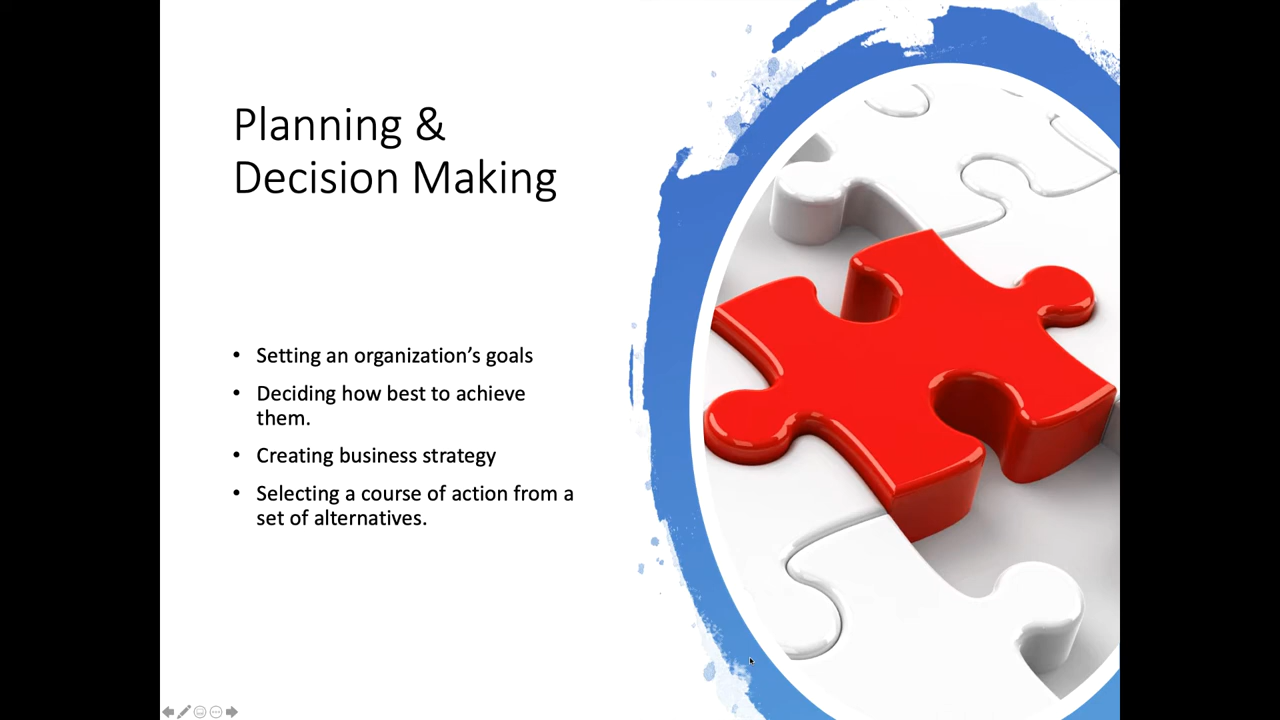 Planning &
Decision Making
• Setting an organization's goals
• Deciding how best to achieve
them.
• Creating business strategy
• Selecting a course of action from a
set of alternatives.